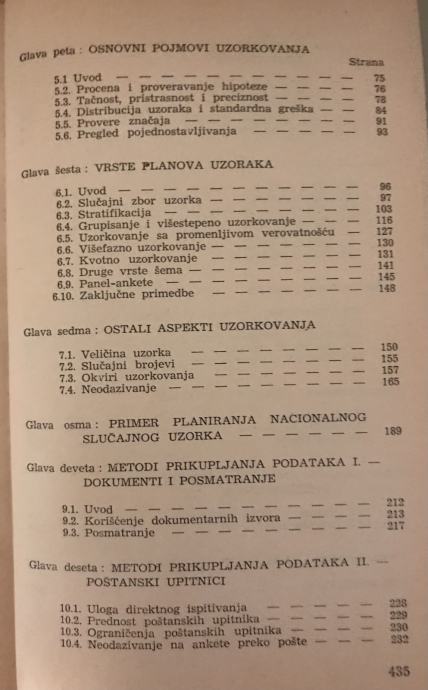 Glava peta : OSNOVNI POJMOVI UZORKOVANJA
Strana
5.1 Uvod — — — — — — — — — — — 75
5.2. Procena i proveravanje hipoteze — — — — 76
5.3. Tačnost, pristrasnost i preciznost — — — — 78
5.4. Distribucija uzoraka i standardna greška — — — 84
5.5. Provere značaja — — — — — — — — 91
5.6. Pregled pojednostavljivanja — — — — — 93
Glava šesta : VRSTE PLANOVA UZORAKA
6.1. Uvod — — — — — — — — — — — 96
6.2. Slučajni zbor uzorka — — — — — — — 97
6.3. Stratifikacija — — — — — — — — — 103
6.4. Grupisanje i višestepeno uzorkovanje — — — — 116
6.5. Uzorkovanje sa promenljivom verovatnošću — — 127
6.6. Višefazno uzorkovanje — — — — — — — 130
6.7. Kvotno uzorkovanje — — — — — — — 131
6.8. Druge vrste šema — — — — — — — — 141
6.9. Panel-ankete — — — — — — — — — 145
6.10. Zaključne primedbe — — — — — — — 148
Glava sedma : OSTALI ASPEKTI UZORKOVANJA
7.1. Veličina uzorka — — — — — — — — 150
7.2. Slučajni brojevi — — — — — — — — 155
7.3. Okviri uzorkovanja — — — — — — — 157
7.4. Neodazivanje — — — — — — — — — 165
Glava osma : PRIMER PLANIRANJA NACIONALNOG
SLUČAJNOG UZORKA — — — — — 189
Glava deveta : METODI PRIKUPLJANJA PODATAKA I. —
DOKUMENTI I POSMATRANJE
9.1. Uvod — — — — — — — — — — — 212
9.2. Korišćenje dokumentarnih izvora — — — — 213
9.3. Posmatranje — — — — — — — — — 217
Glava deseta : METODI PRIKUPLJANJA PODATAKA II. —
POŠTANSKI UPITNICI
10.1. Uloga direktnog ispitivanja — — — — — 228
10.2. Prednost poštanskih upitnika — — — — — 229
10.3. Ograničenja poštanskih upitnika — — — — 230
10.4. Neodazivanje na ankete preko pošte — — — 232
435